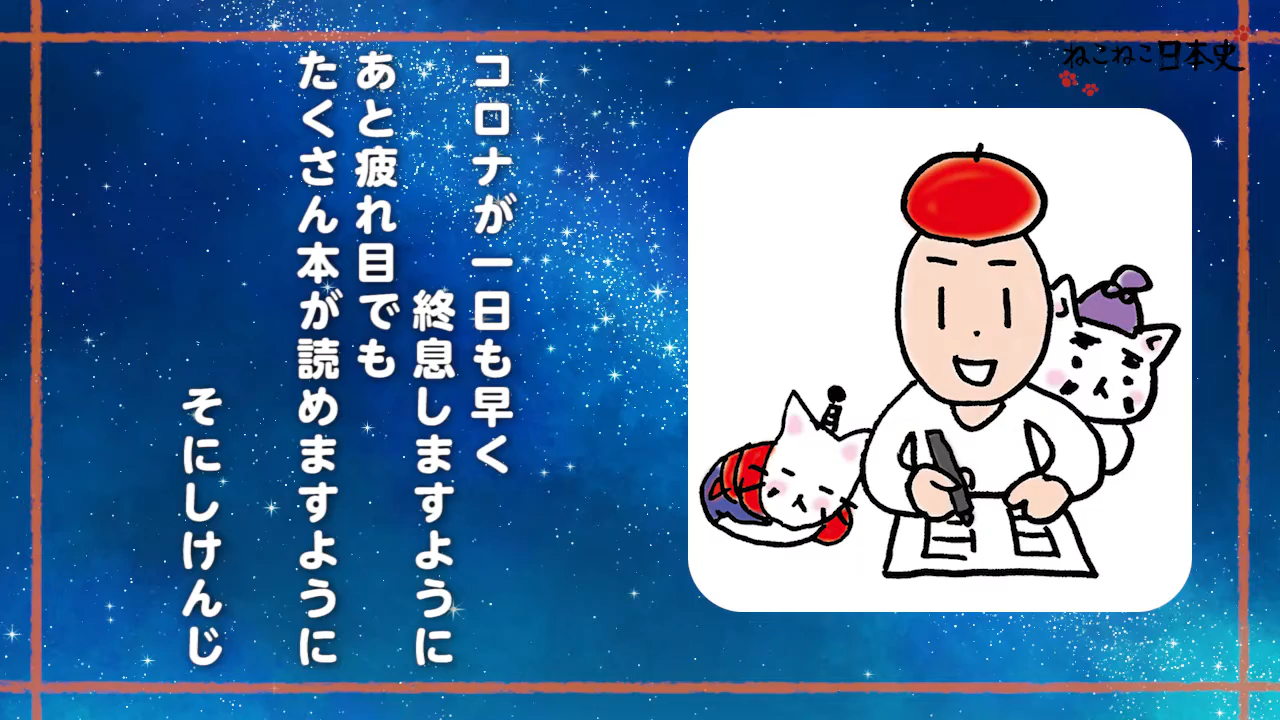 ねこねこ日本史
コロナが一日も早く
終息しますように
あと疲れ目でも
たくさん本が読めますように
そにしけんじ